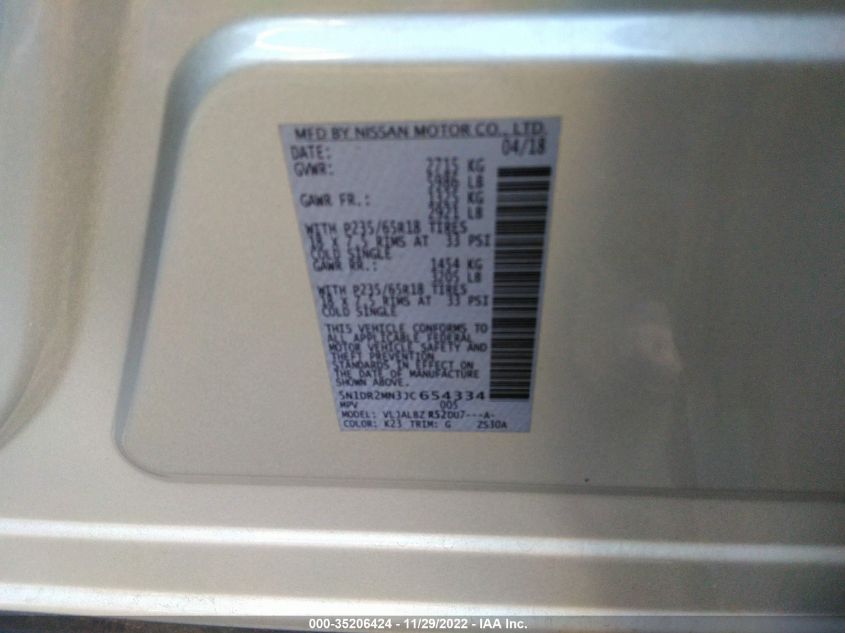 MFD BY NISSAN MOTOR CO., LTD.
DATE: 04/18
GVWR: 2715 KG
5986 LB
GAWR FR.: 1325 KG
2921 LB
WITH P235/65R18 TIRES
18 X 7.5 RIMS AT 33 PSI
COLD SINGLE
GAWR RR.: 1454 KG
3205 LB
WITH P235/65R18 TIRES
18 X 7.5 RIMS AT 33 PSI
COLD SINGLE
THIS VEHICLE CONFORMS TO
ALL APPLICABLE FEDERAL
MOTOR VEHICLE SAFETY AND
THEFT PREVENTION
STANDARDS IN EFFECT ON
THE DATE OF MANUFACTURE
SHOWN ABOVE.
5N1DR2MN3JC654334
MPV 005
MODEL: VLJALBZ R52DU7---A-
COLOR: K23 TRIM: G ZS30A
000-35206424 - 11/29/2022 - IAA Inc.